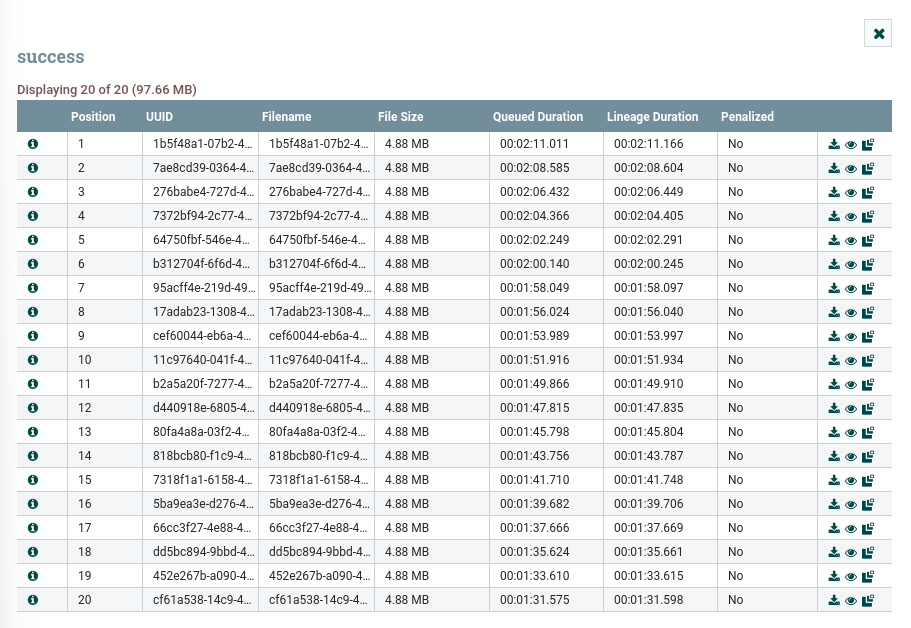 success
Displaying 20 of 20 (97.66 MB)
Position UUID Filename File Size Queued Duration Lineage Duration Penalized
1 1b5f48a1-07b2-4... 1b5f48a1-07b2-4... 4.88 MB 00:02:11.011 00:02:11.166 No
2 7ae8cd39-0364-4... 7ae8cd39-0364-4... 4.88 MB 00:02:08.585 00:02:08.604 No
3 276babe4-727d-4... 276babe4-727d-4... 4.88 MB 00:02:06.432 00:02:06.449 No
4 7372bf94-2c77-4... 7372bf94-2c77-4... 4.88 MB 00:02:04.366 00:02:04.405 No
5 64750fbf-546e-4... 64750fbf-546e-4... 4.88 MB 00:02:02.249 00:02:02.291 No
6 b312704f-6f6d-4... b312704f-6f6d-4... 4.88 MB 00:02:00.140 00:02:00.245 No
7 95acff4e-219d-49... 95acff4e-219d-49... 4.88 MB 00:01:58.049 00:01:58.097 No
8 17adab23-1308-4... 17adab23-1308-4... 4.88 MB 00:01:56.024 00:01:56.040 No
9 cef60044-eb6a-4... cef60044-eb6a-4... 4.88 MB 00:01:53.989 00:01:53.997 No
10 11c97640-041f-4... 11c97640-041f-4... 4.88 MB 00:01:51.916 00:01:51.934 No
11 b2a5a20f-7277-4... b2a5a20f-7277-4... 4.88 MB 00:01:49.866 00:01:49.910 No
12 d440918e-6805-4... d440918e-6805-4... 4.88 MB 00:01:47.815 00:01:47.835 No
13 80fa4a8a-03f2-4... 80fa4a8a-03f2-4... 4.88 MB 00:01:45.798 00:01:45.804 No
14 818bcb80-f1c9-4... 818bcb80-f1c9-4... 4.88 MB 00:01:43.756 00:01:43.787 No
15 7318f1a1-6158-4... 7318f1a1-6158-4... 4.88 MB 00:01:41.710 00:01:41.748 No
16 5ba9ea3e-d276-4... 5ba9ea3e-d276-4... 4.88 MB 00:01:39.682 00:01:39.706 No
17 66cc3f27-4e88-4... 66cc3f27-4e88-4... 4.88 MB 00:01:37.666 00:01:37.669 No
18 dd5bc894-9bbd-4... dd5bc894-9bbd-4... 4.88 MB 00:01:35.624 00:01:35.661 No
19 452e267b-a090-4... 452e267b-a090-4... 4.88 MB 00:01:33.610 00:01:33.615 No
20 cf61a538-14c9-4... cf61a538-14c9-4... 4.88 MB 00:01:31.575 00:01:31.598 No